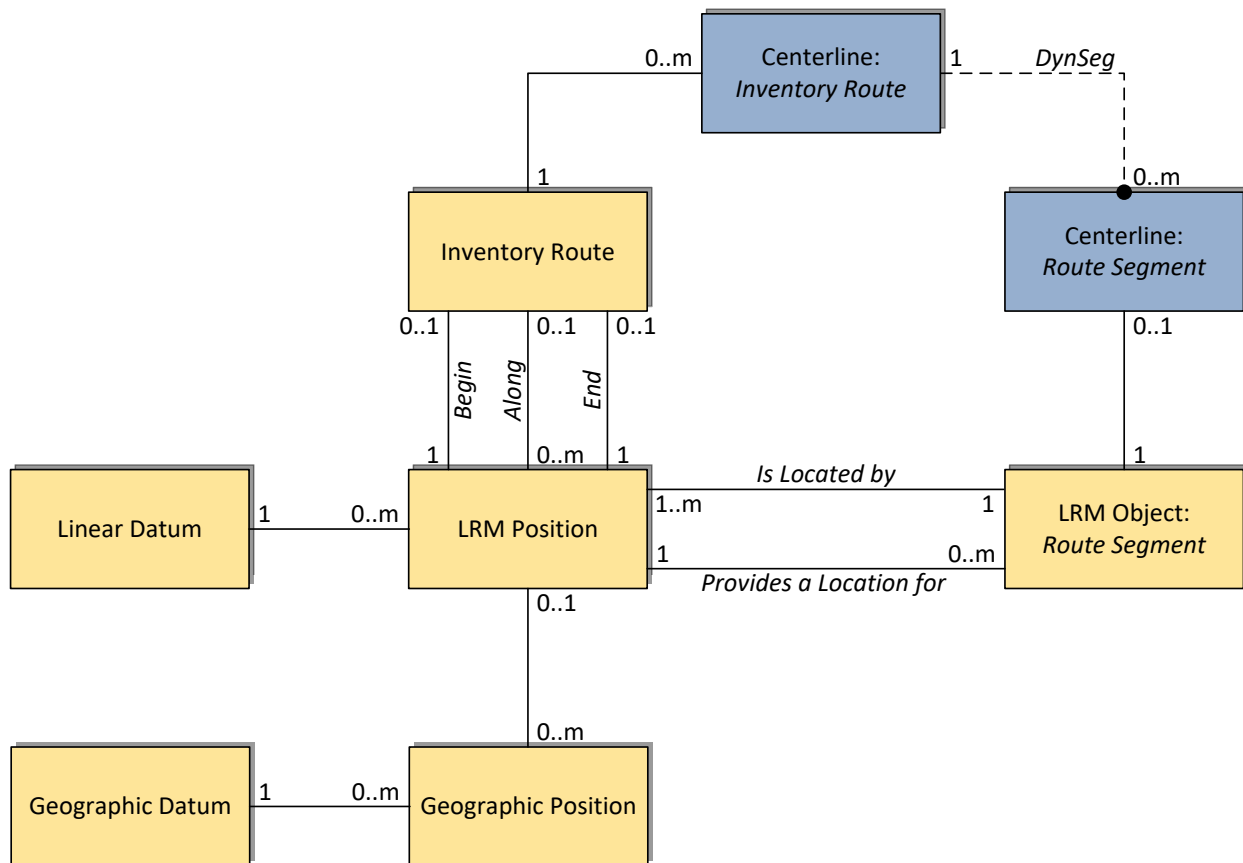 Centerline:
Inventory Route
0..m
1
DynSeg
1
0..m
Inventory Route
Centerline:
Route Segment
0..1
0..1
0..1
0..1
Begin
Along
End
1
0..m
1
1
Is Located by
Linear Datum
1
0..m
LRM Position
1..m
1
LRM Object:
Route Segment
1
0..m
Provides a Location for
0..1
0..m
Geographic Datum
1
0..m
Geographic Position